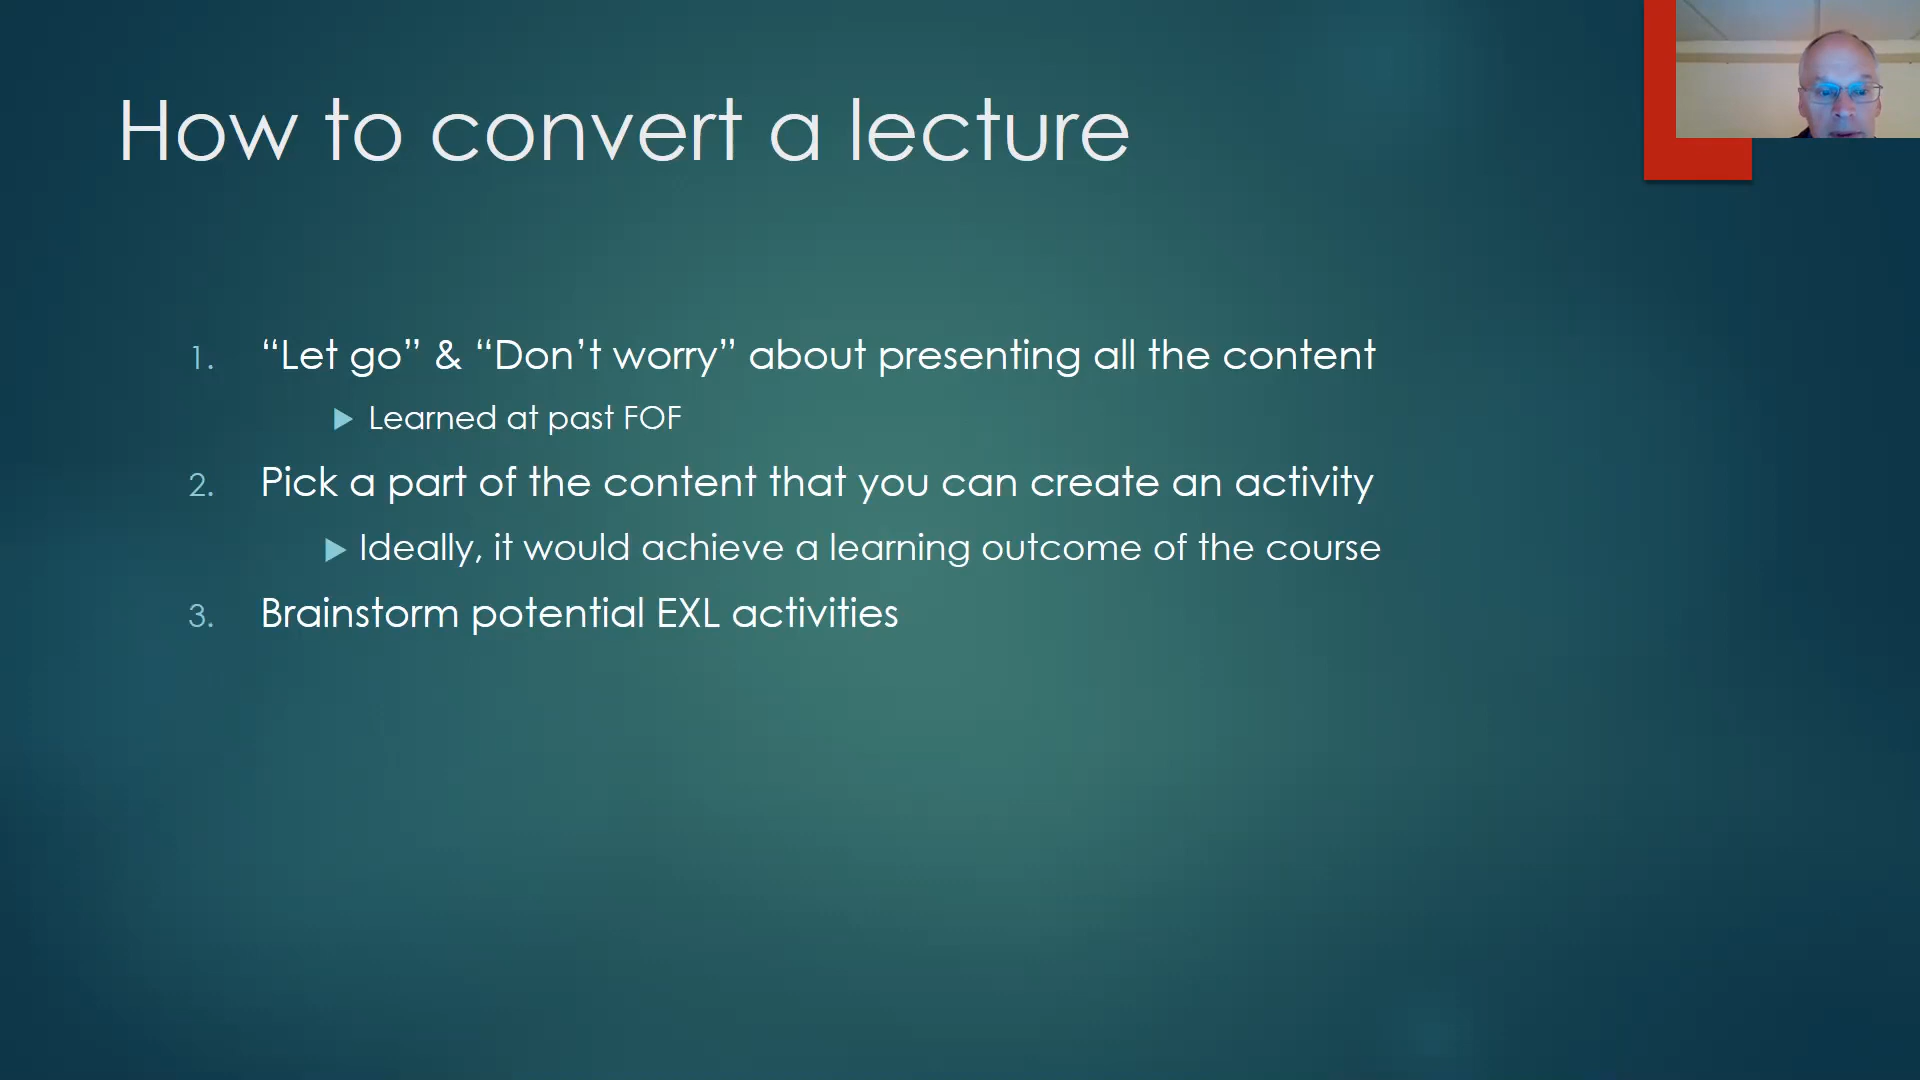 How to convert a lecture
1. “Let go” & “Don’t worry” about presenting all the content
Learned at past FOF
2. Pick a part of the content that you can create an activity
Ideally, it would achieve a learning outcome of the course
3. Brainstorm potential EXL activities